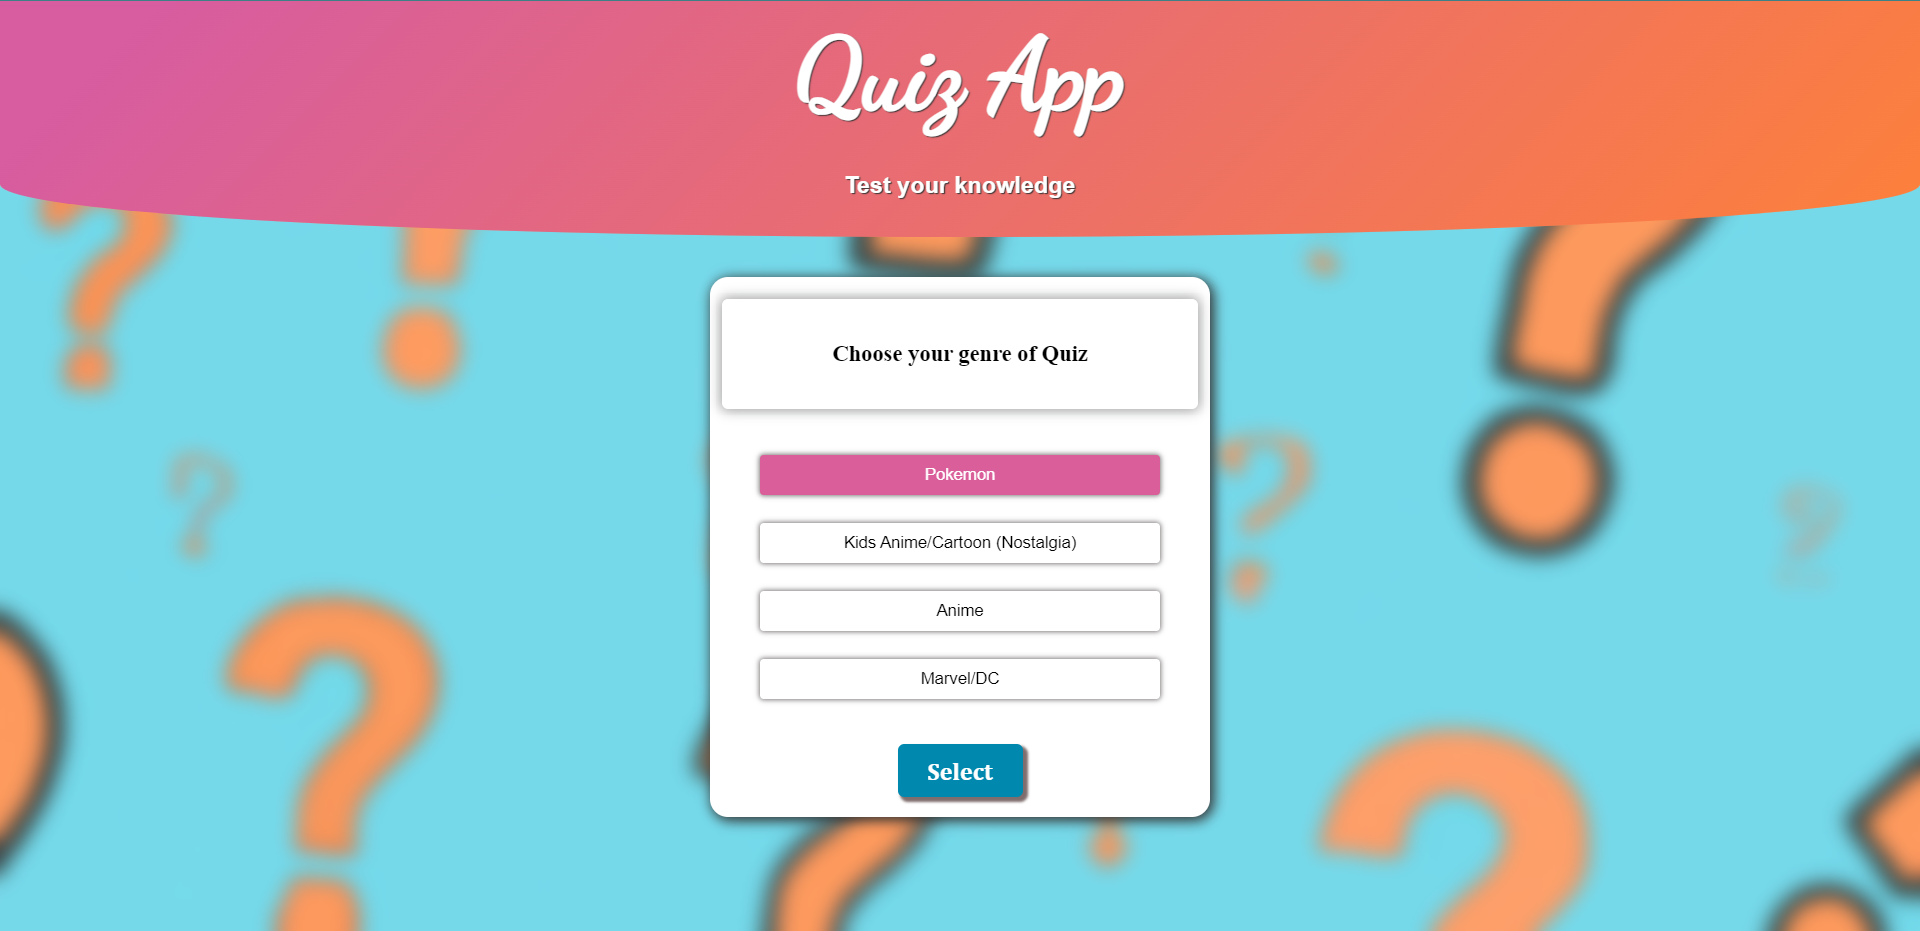 Quiz App
Test your knowledge
Choose your genre of Quiz
Pokemon
Kids Anime/Cartoon (Nostalgia)
Anime
Marvel/DC
Select